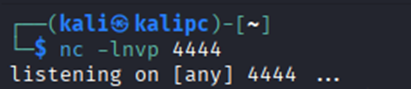 ┌──(kali㉿kalipc)-[~]
└─$ nc -lnvp 4444
listening on [any] 4444 ...